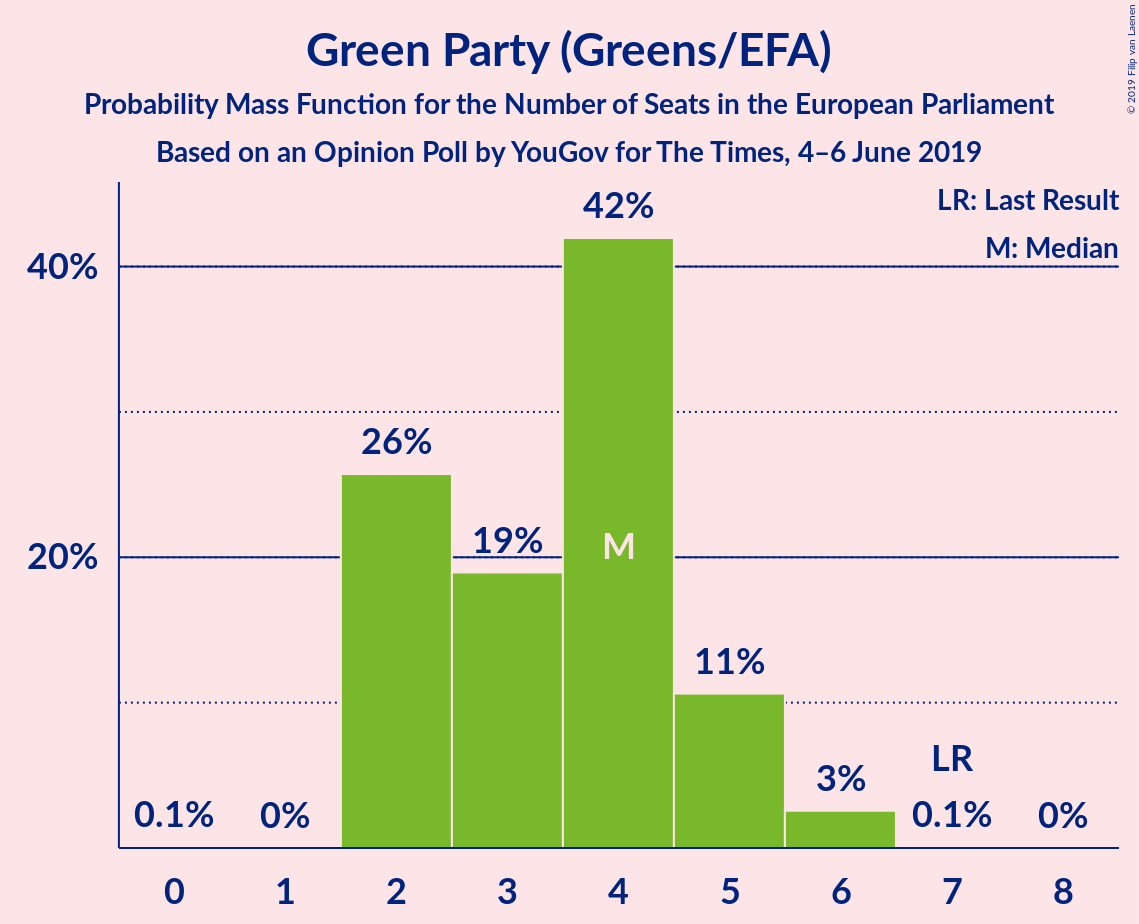 Green Party (Greens/EFA)
Probability Mass Function for the Number of Seats in the European Parliament
Based on an Opinion Poll by YouGov for The Times, 4–6 June 2019
© 2019 Filip van Laenen
LR: Last Result
M: Median
42%
40%
26%
19%
M
20%
11%
LR
3%
0.1% 0% 0.1% 0%
0 1 2 3 4 5 6 7 8